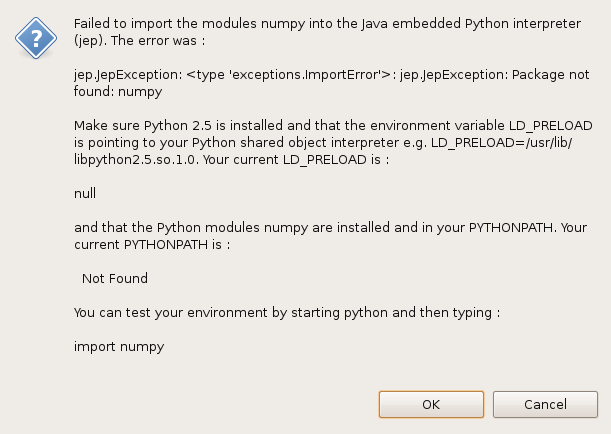 Failed to import the modules numpy into the Java embedded Python interpreter
(jep). The error was :
jep.JepException: <type 'exceptions.ImportError'>: jep.JepException: Package not
found: numpy
Make sure Python 2.5 is installed and that the environment variable LD_PRELOAD
is pointing to your Python shared object interpreter e.g. LD_PRELOAD=/usr/lib/
libpython2.5.so.1.0. Your current LD_PRELOAD is :
null
and that the Python modules numpy are installed and in your PYTHONPATH. Your
current PYTHONPATH is :
Not Found
You can test your environment by starting python and then typing :
import numpy
OK Cancel